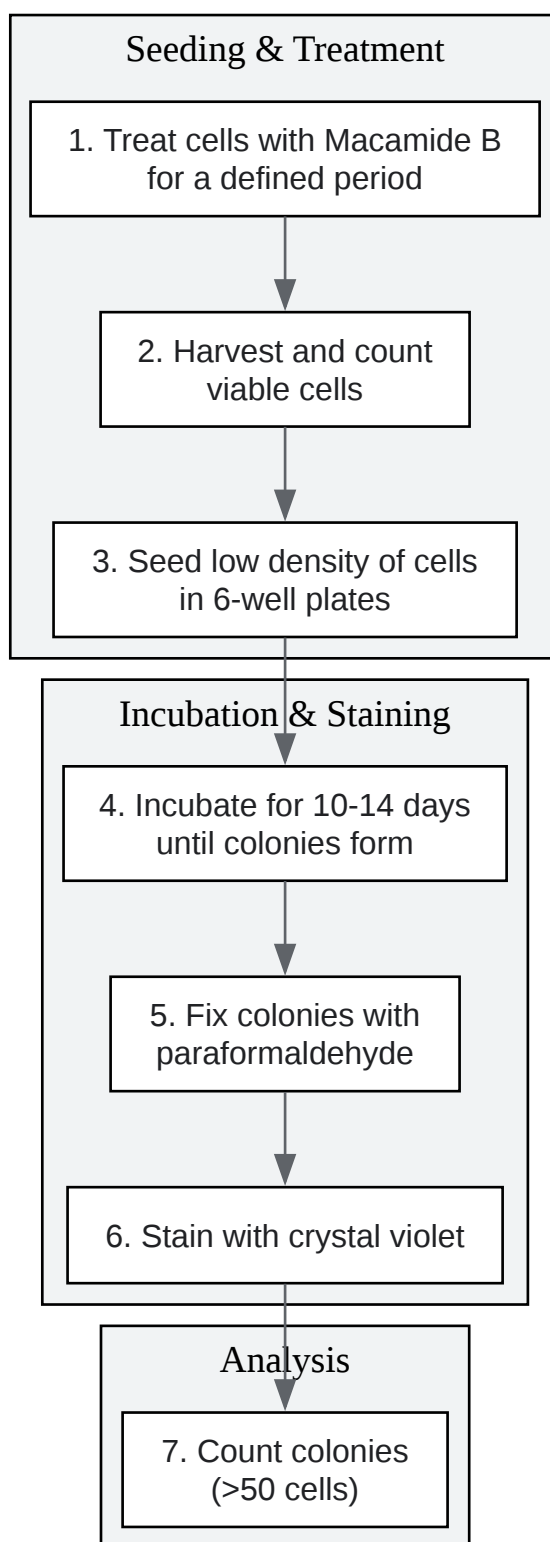 Seeding & Treatment
1. Treat cells with Macamide B
for a defined period
2. Harvest and count
viable cells
3. Seed low density of cells
in 6-well plates
Incubation & Staining
4. Incubate for 10-14 days
until colonies form
5. Fix colonies with
paraformaldehyde
6. Stain with crystal violet
Analysis
7. Count colonies
(>50 cells)